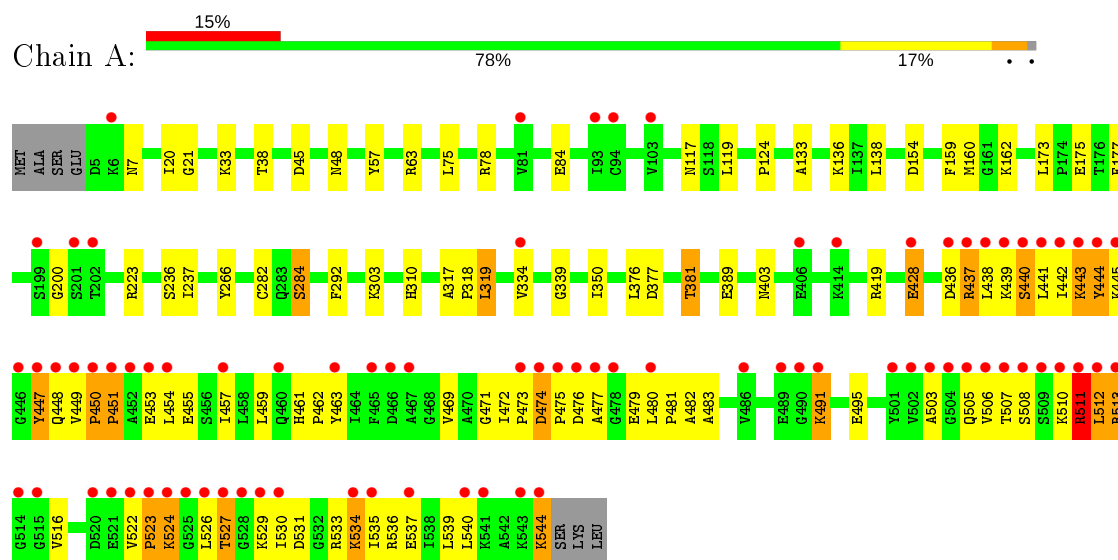 15%
Chain A:
78% 17% • •
MET ALA SER GLU D5 K6 N7 I20 G21 K33 T38 D45 N48 Y57 R63 L75 R78 V81 E84 I93 C94 V103 N117 S118 L119 P124 A133 K136 I137 L138 D154 F159 M160 G161 K162 L173 P174 E175 T176 E177
S199 G200 S201 T202 R223 S236 I237 Y266 C282 Q283 S284 F292 K303 H310 A317 P318 L319 V334 G339 I350 L376 D377 T381 E389 N403 E406 K414 R419 E428 D436 R437 L438 K439 S440 L441 I442 K443 Y444 K445
G446 Y447 Q448 V449 P450 P451 A452 E453 L454 E455 S456 I457 L458 L459 Q460 H461 P462 Y463 I464 F465 D466 A467 G468 V469 A470 G471 I472 P473 D474 P475 D476 A477 G478 E479 L480 P481 A482 A483 V486 E489 G490 K491 E495 Y501 V502 A503 G504 Q505 V506 T507 S508 S509 K510 R511 L512 R513
G514 G515 V516 D520 E521 V522 P523 K524 G525 L526 T527 G528 K529 I530 D531 G532 R533 K534 I535 R536 E537 I538 L539 L540 K541 A542 K543 K544 SER LYS LEU